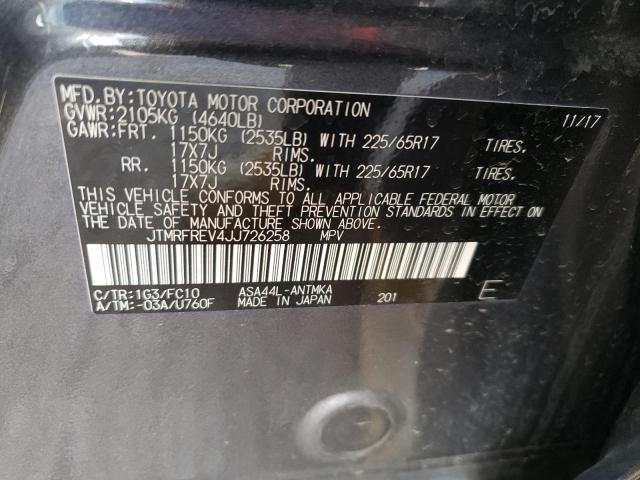 MFD.BY:TOYOTA MOTOR CORPORATION 11/17
GVWR:2105KG (4640LB)
GAWR:FRT. 1150KG (2535LB) WITH 225/65R17 TIRES.
17X7J RIMS.
RR. 1150KG (2535LB) WITH 225/65R17 TIRES.
17X7J RIMS.
THIS VEHICLE CONFORMS TO ALL APPLICABLE FEDERAL MOTOR
VEHICLE SAFETY AND THEFT PREVENTION STANDARDS IN EFFECT ON
THE DATE OF MANUFACTURE SHOWN ABOVE.
JTMRFREV4JJ726258 MPV
C/TR:1G3/FC10 ASA44L-ANTMKA 201 E
A/TM:-03A/U760F MADE IN JAPAN